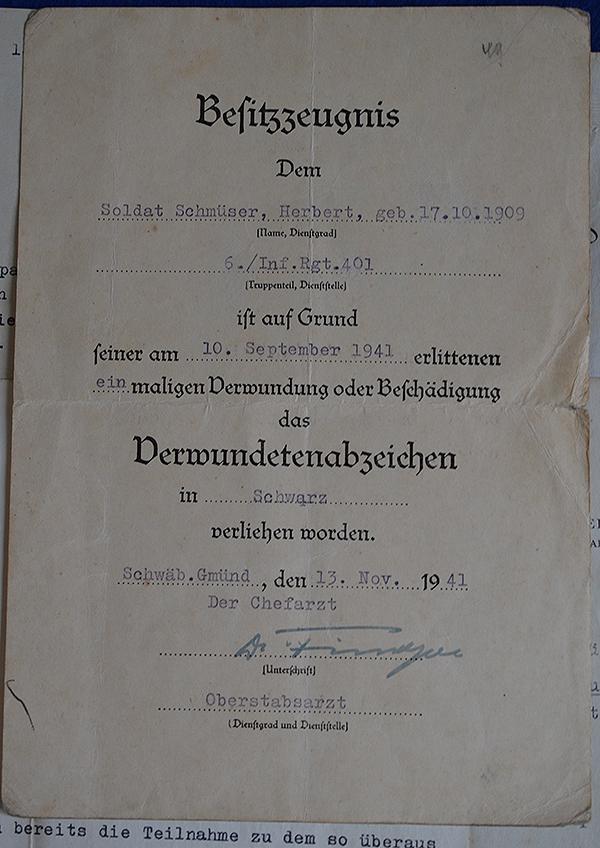 Besitzzeugnis
Dem
Soldat Schmüser, Herbert, geb.17.10.1909
(Name, Dienstgrad)
6./Inf.Rgt.401
(Truppenteil, Dienststelle)
ist auf Grund
seiner am 10. September 1941 erlittenen
ein maligen Verwundung oder Beschädigung
das
Verwundetenabzeichen
in Schwarz
verliehen worden.
Schwäb.Gmünd, den 13. Nov. 1941
Der Chefarzt
Dr.
(Unterschrift)
Oberstabsarzt
(Dienstgrad und Dienststelle)
bereits die Teilnahme zu dem so überaus